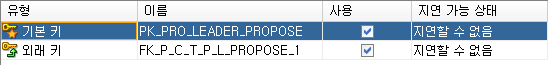 유형 이름 사용 지연 가능 상태
기본 키 PK_PRO_LEADER_PROPOSE 지연할 수 없음
외래 키 FK_P_C_T_P_L_PROPOSE_1 지연할 수 없음